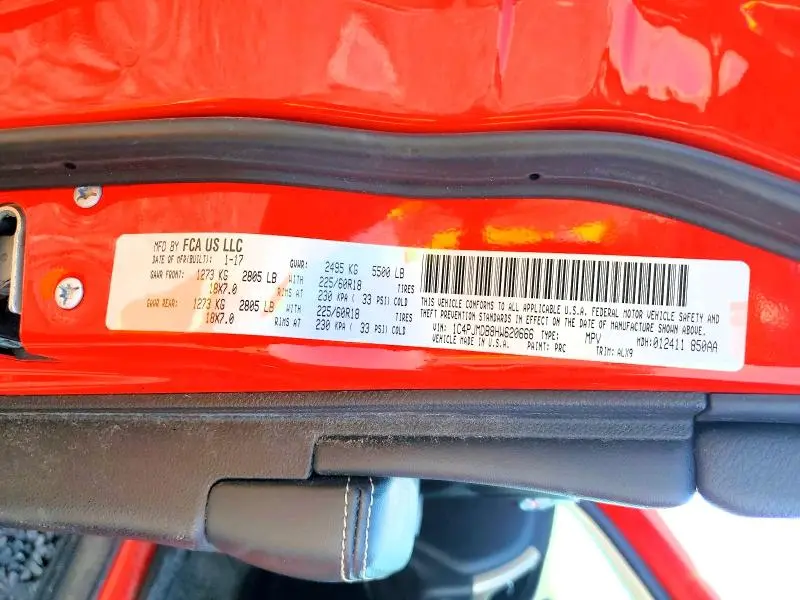 MFD BY FCA US LLC
DATE OF MFR(BUILT): 1-17
GVWR: 2495 KG 5500 LB
GAWR FRONT: 1273 KG 2805 LB WITH 225/60R18 TIRES
18X7.0 RIMS AT 230 KPA ( 33 PSI) COLD
GAWR REAR: 1273 KG 2805 LB WITH 225/60R18 TIRES
18X7.0 RIMS AT 230 KPA ( 33 PSI) COLD
THIS VEHICLE CONFORMS TO ALL APPLICABLE U.S.A. FEDERAL MOTOR VEHICLE SAFETY AND
THEFT PREVENTION STANDARDS IN EFFECT ON THE DATE OF MANUFACTURE SHOWN ABOVE.
VIN: 1C4PJMDB8HW620666 TYPE: MPV MDH: 012411 850AA
VEHICLE MADE IN U.S.A. PAINT: PRC TRIM: ALX9